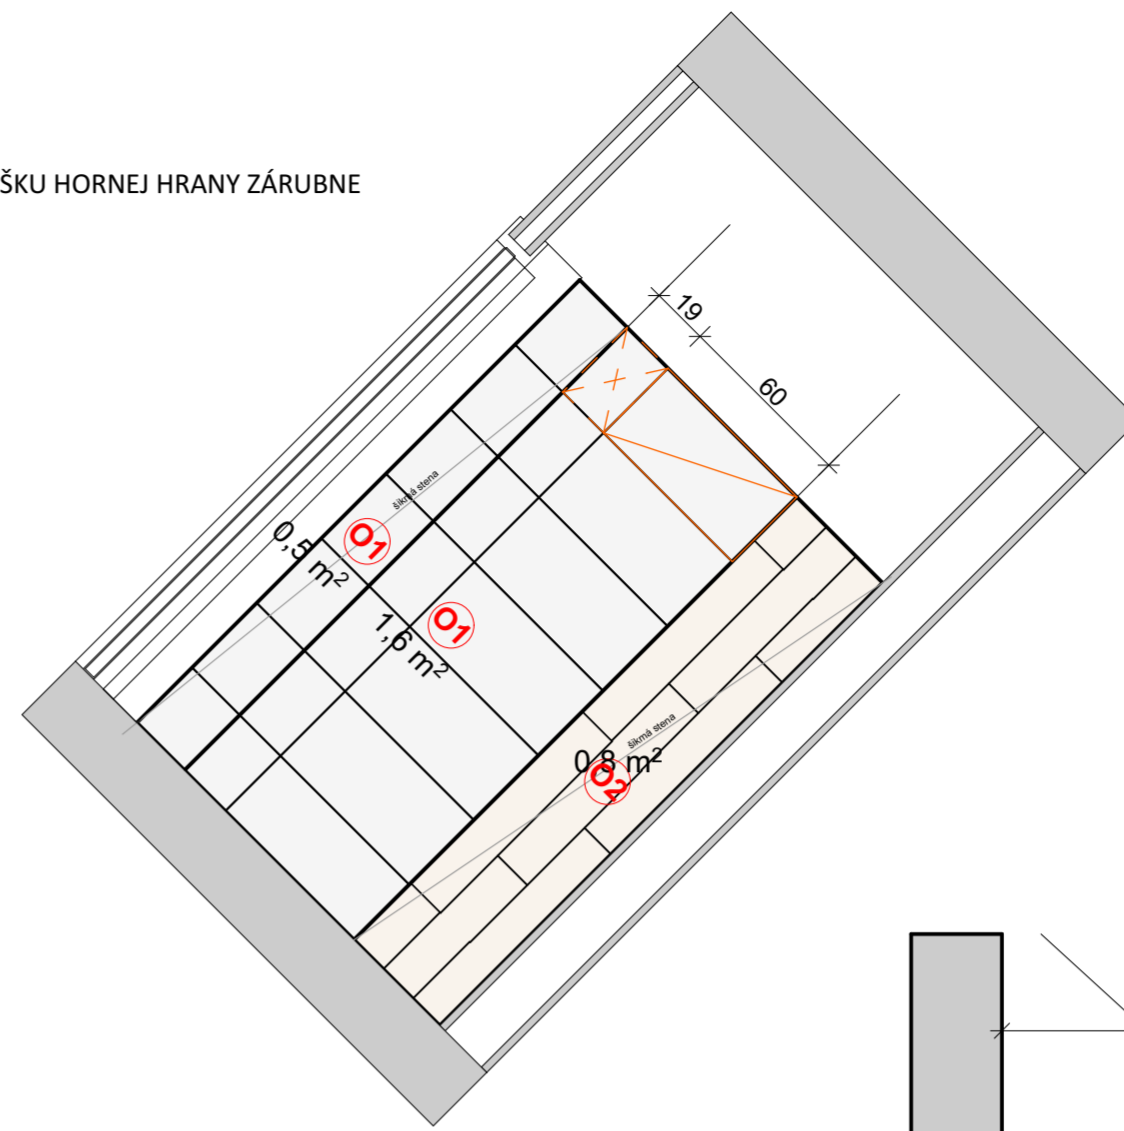 ŠKU HORNEJ HRANY ZÁRUBNE
19
60
šikmá stena
O1
0,5 m²
O1
1,6 m²
šikmá stena
0,8 m²
O2